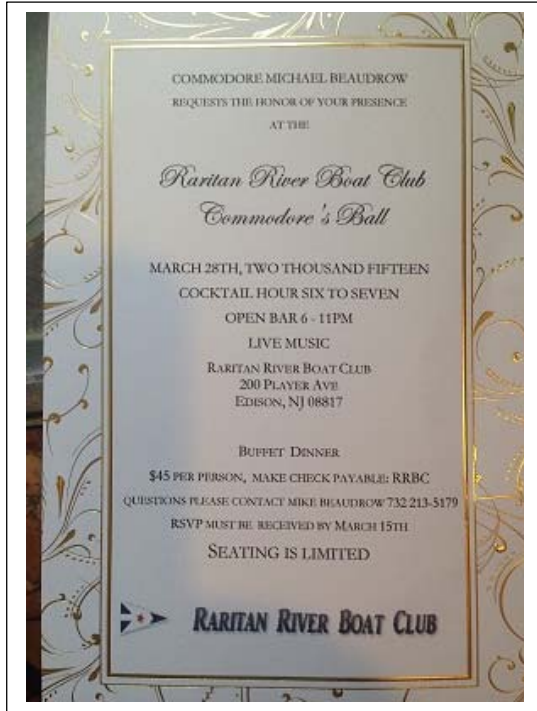 COMMODORE MICHAEL BEAUDROW
REQUESTS THE HONOR OF YOUR PRESENCE
AT THE
Raritan River Boat Club
Commodore's Ball
MARCH 28TH, TWO THOUSAND FIFTEEN
COCKTAIL HOUR SIX TO SEVEN
OPEN BAR 6 - 11PM
LIVE MUSIC
RARITAN RIVER BOAT CLUB
200 PLAYER AVE
EDISON, NJ 08817
BUFFET DINNER
$45 PER PERSON, MAKE CHECK PAYABLE: RRBC
QUESTIONS PLEASE CONTACT MIKE BEAUDROW 732 213-5179
RSVP MUST BE RECEIVED BY MARCH 15TH
SEATING IS LIMITED
RARITAN RIVER BOAT CLUB